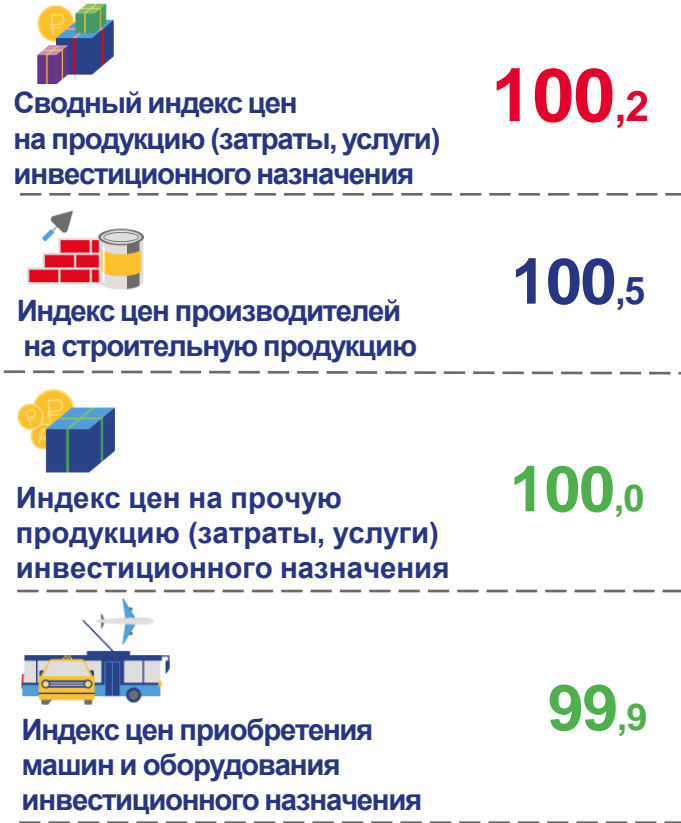 Сводный индекс цен
на продукцию (затраты, услуги)
инвестиционного назначения
100,2
Индекс цен производителей
на строительную продукцию
100,5
Индекс цен на прочую
продукцию (затраты, услуги)
инвестиционного назначения
100,0
Индекс цен приобретения
машин и оборудования
инвестиционного назначения
99,9